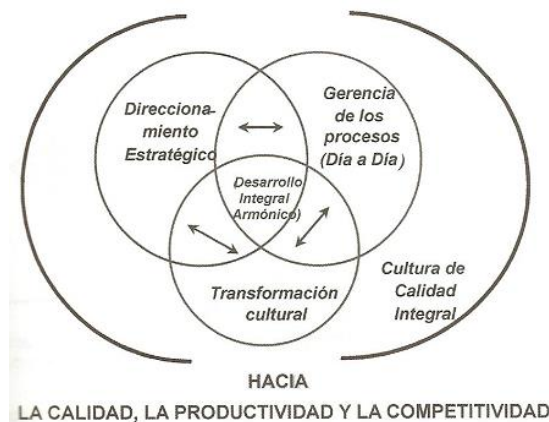 Direcciona-
miento
Estratégico
Gerencia
de los
procesos
(Día a Día)
(Desarrollo
Integral
Armónico)
Transformación
cultural
Cultura de
Calidad
Integral
HACIA
LA CALIDAD, LA PRODUCTIVIDAD Y LA COMPETITIVIDAD